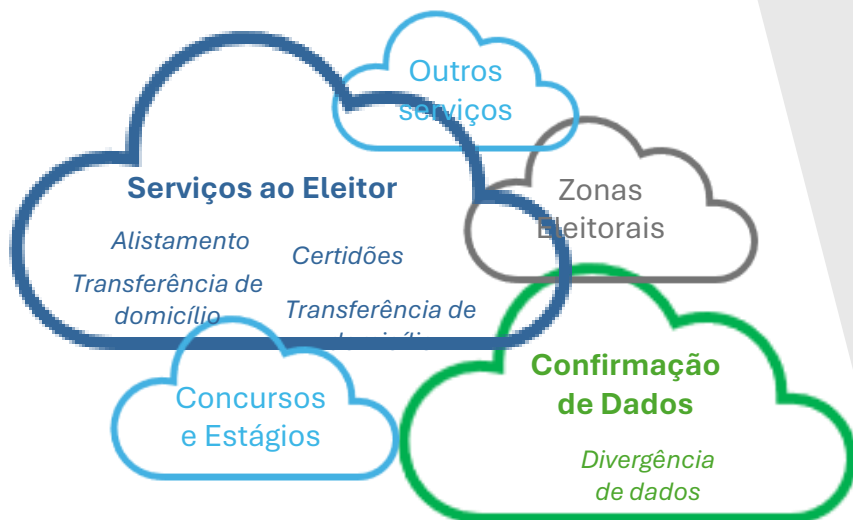 Outros
serviços
Serviços ao Eleitor
Zonas
Eleitorais
Alistamento
Certidões
Transferência de
domicílio
Transferência de
Confirmação
de Dados
Concursos
e Estágios
Divergência
de dados